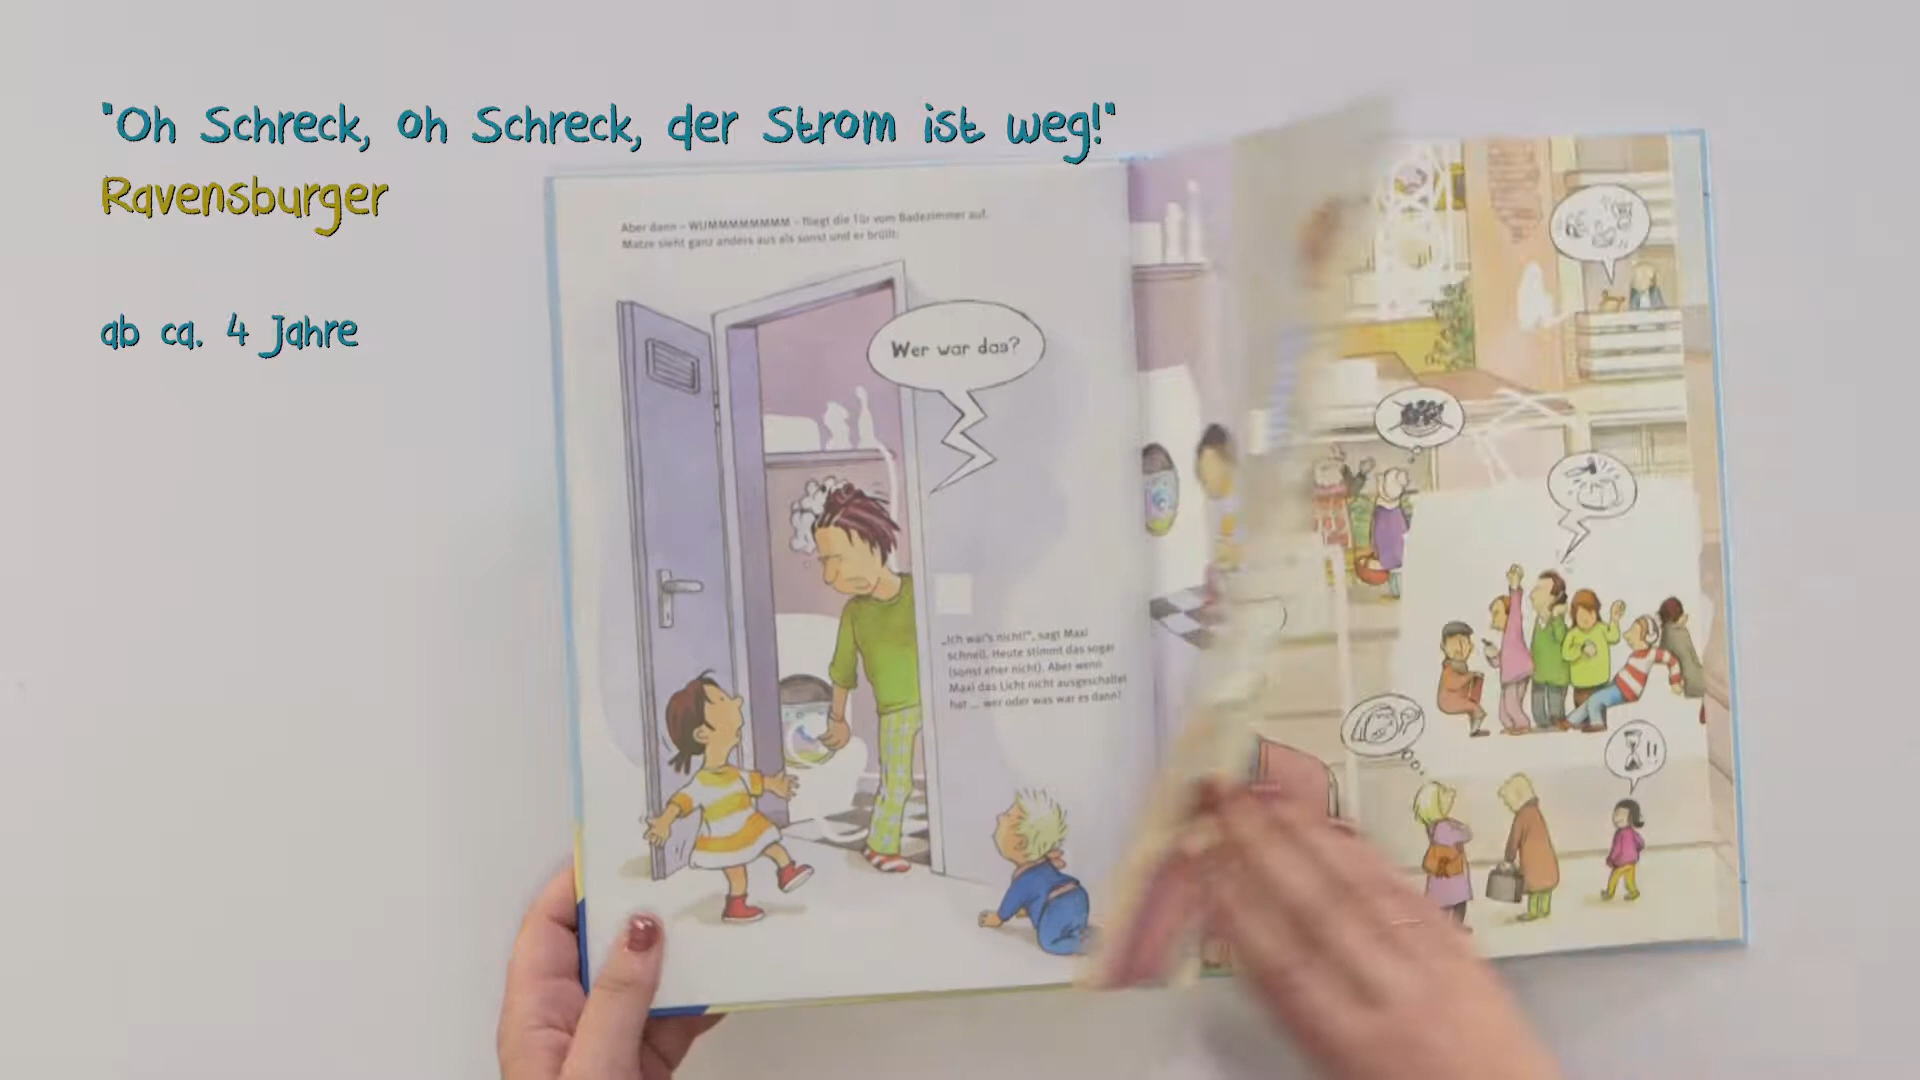 "Oh Schreck, oh Schreck, der Strom ist weg!"
Ravensburger
ab ca. 4 Jahre
Aber dann – WUMMMMMMMM – fliegt die Tür vom Badezimmer auf.
Matze sieht ganz anders aus als sonst und er brüllt:
Wer war das?
„Ich war's nicht!", sagt Maxi
schnell. Heute stimmt das sogar
(sonst eher nicht). Aber wenn
Maxi das Licht nicht ausgeschaltet
hat ... wer oder was war es dann?
!!